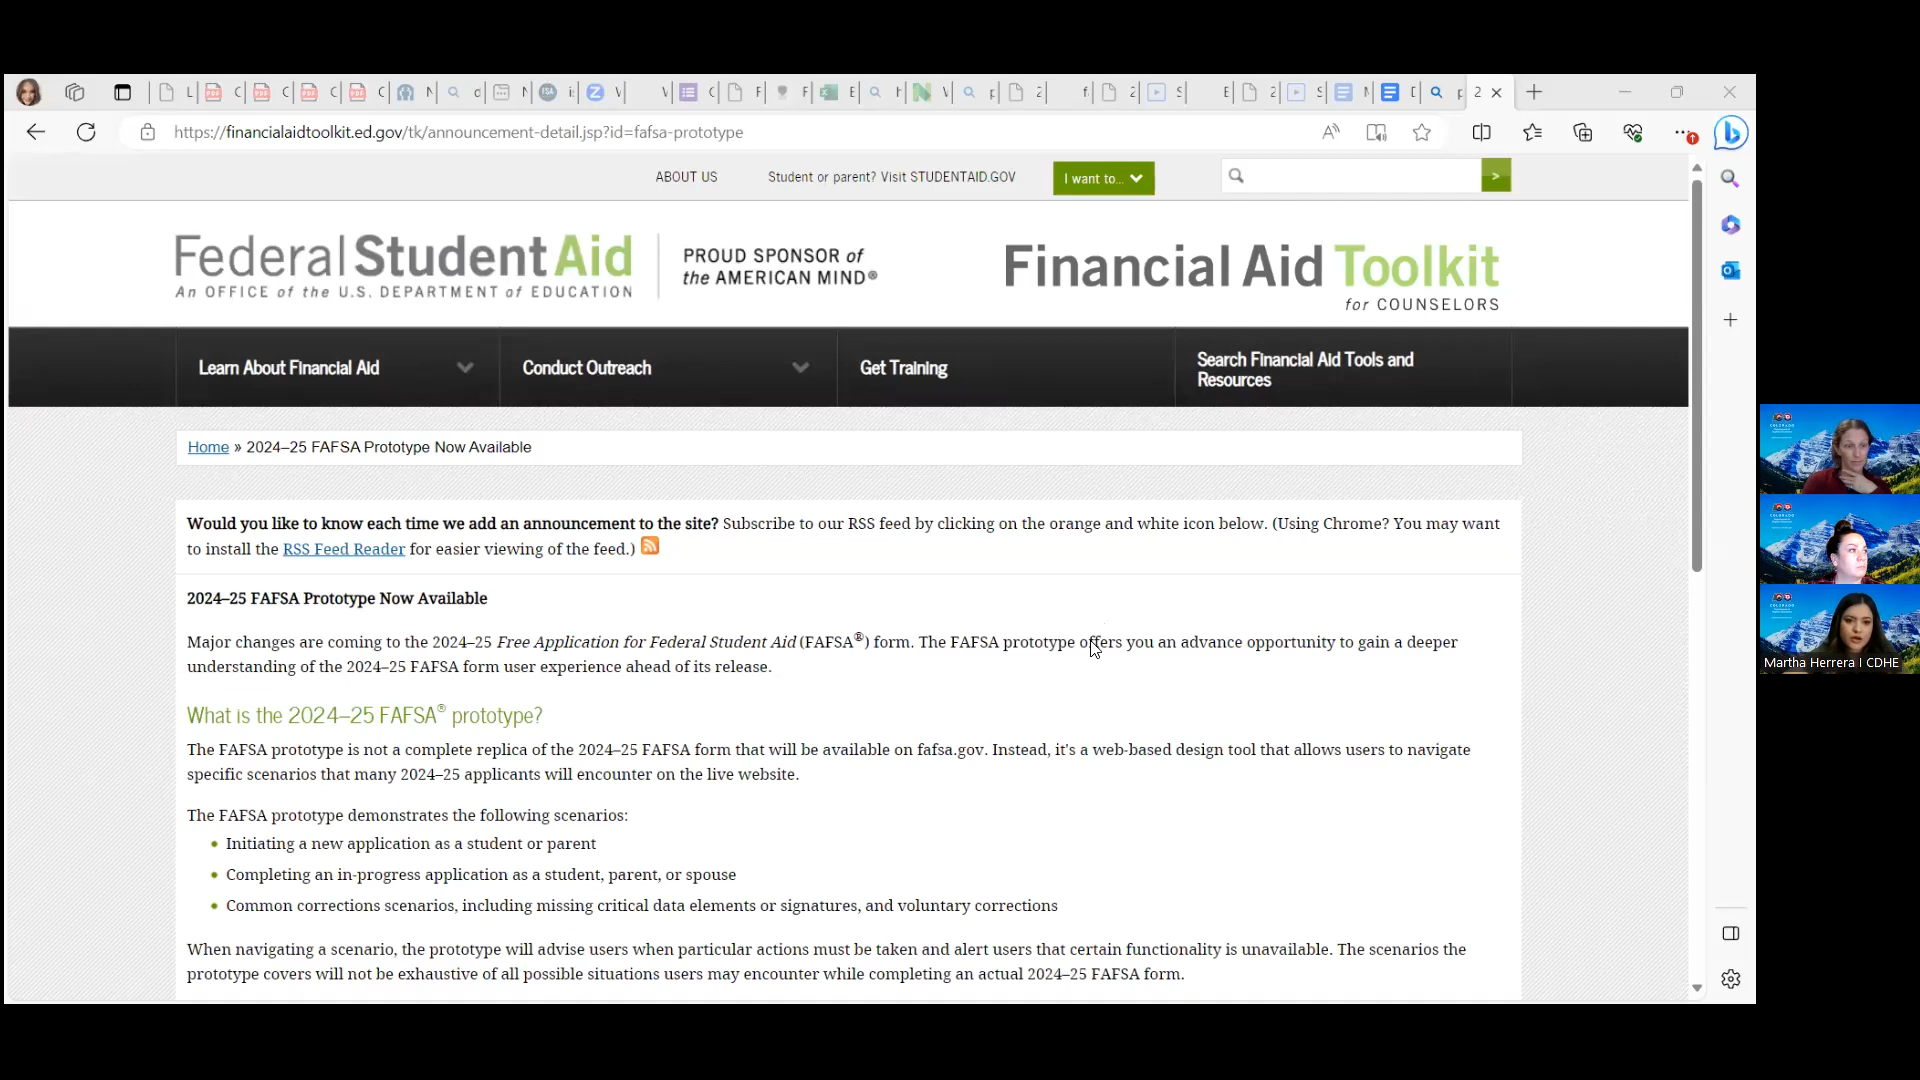 https://financialaidtoolkit.ed.gov/tk/announcement-detail.jsp?id=fafsa-prototype
ABOUT US
Student or parent? Visit STUDENTAID.GOV
I want to...
>
Federal StudentAid
An OFFICE of the U.S. DEPARTMENT of EDUCATION
PROUD SPONSOR of
the AMERICAN MIND®
Financial Aid Toolkit
for COUNSELORS
Learn About Financial Aid
Conduct Outreach
Get Training
Search Financial Aid Tools and
Resources
Home » 2024–25 FAFSA Prototype Now Available
Would you like to know each time we add an announcement to the site? Subscribe to our RSS feed by clicking on the orange and white icon below. (Using Chrome? You may want
to install the RSS Feed Reader for easier viewing of the feed.)
2024–25 FAFSA Prototype Now Available
Major changes are coming to the 2024–25 Free Application for Federal Student Aid (FAFSA®) form. The FAFSA prototype offers you an advance opportunity to gain a deeper
understanding of the 2024–25 FAFSA form user experience ahead of its release.
What is the 2024–25 FAFSA® prototype?
The FAFSA prototype is not a complete replica of the 2024–25 FAFSA form that will be available on fafsa.gov. Instead, it's a web-based design tool that allows users to navigate
specific scenarios that many 2024–25 applicants will encounter on the live website.
The FAFSA prototype demonstrates the following scenarios:
• Initiating a new application as a student or parent
• Completing an in-progress application as a student, parent, or spouse
• Common corrections scenarios, including missing critical data elements or signatures, and voluntary corrections
When navigating a scenario, the prototype will advise users when particular actions must be taken and alert users that certain functionality is unavailable. The scenarios the
prototype covers will not be exhaustive of all possible situations users may encounter while completing an actual 2024–25 FAFSA form.
Martha Herrera I CDHE